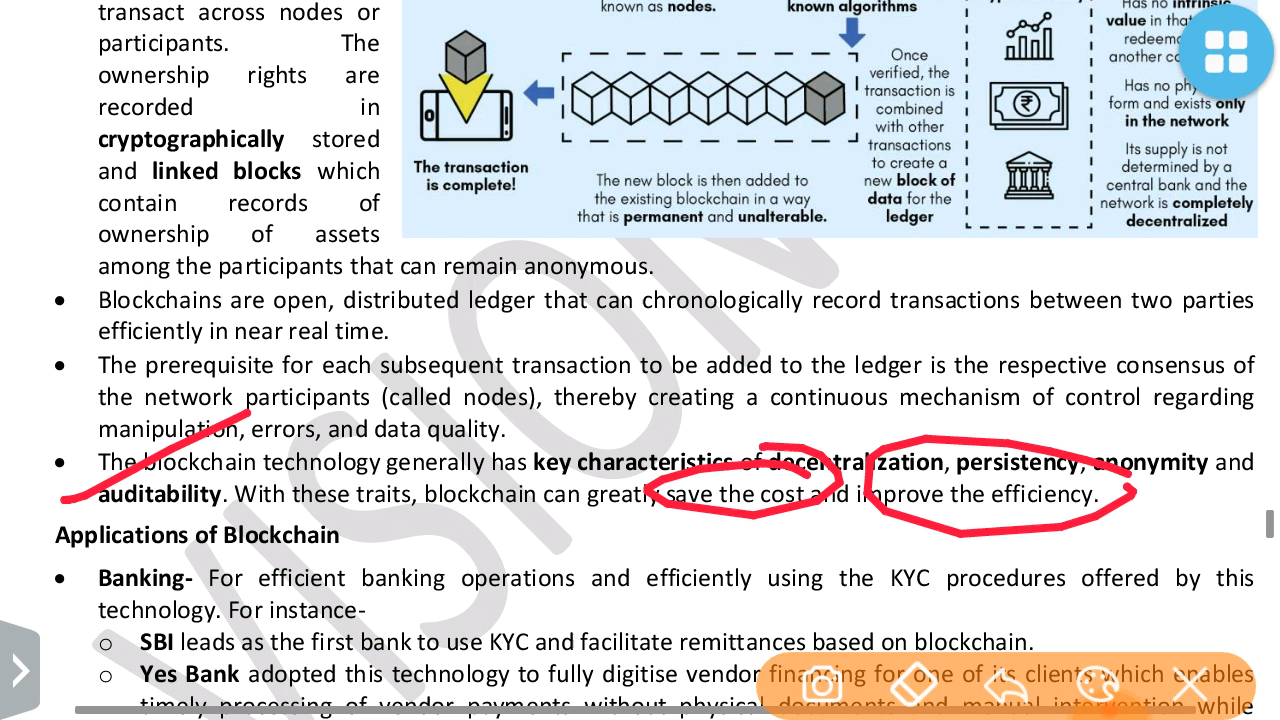 transact across nodes or
participants. The
ownership rights are
recorded in
cryptographically stored
and linked blocks which
contain records of
ownership of assets
among the participants that can remain anonymous.
known as nodes.
known algorithms
The transaction
is complete!
The new block is then added to
the existing blockchain in a way
that is permanent and unalterable.
Once
verified, the
transaction is
combined
with other
transactions
to create a
new block of
data for the
ledger
₹
Has no intrinsic
value in that
another
Has no
form and exists only
in the network
Its supply is not
determined by a
central bank and the
network is completely
decentralized
• Blockchains are open, distributed ledger that can chronologically record transactions between two parties
efficiently in near real time.
• The prerequisite for each subsequent transaction to be added to the ledger is the respective consensus of
the network participants (called nodes), thereby creating a continuous mechanism of control regarding
manipulation, errors, and data quality.
• The blockchain technology generally has key characteristics of decentralization, persistency, anonymity and
auditability. With these traits, blockchain can greatly save the cost and improve the efficiency.
Applications of Blockchain
• Banking- For efficient banking operations and efficiently using the KYC procedures offered by this
technology. For instance-
o SBI leads as the first bank to use KYC and facilitate remittances based on blockchain.
o Yes Bank adopted this technology to fully digitise vendor financing for one of its clients which enables
timely processing of vendor payments without physical documents and manual intervention while
VISION